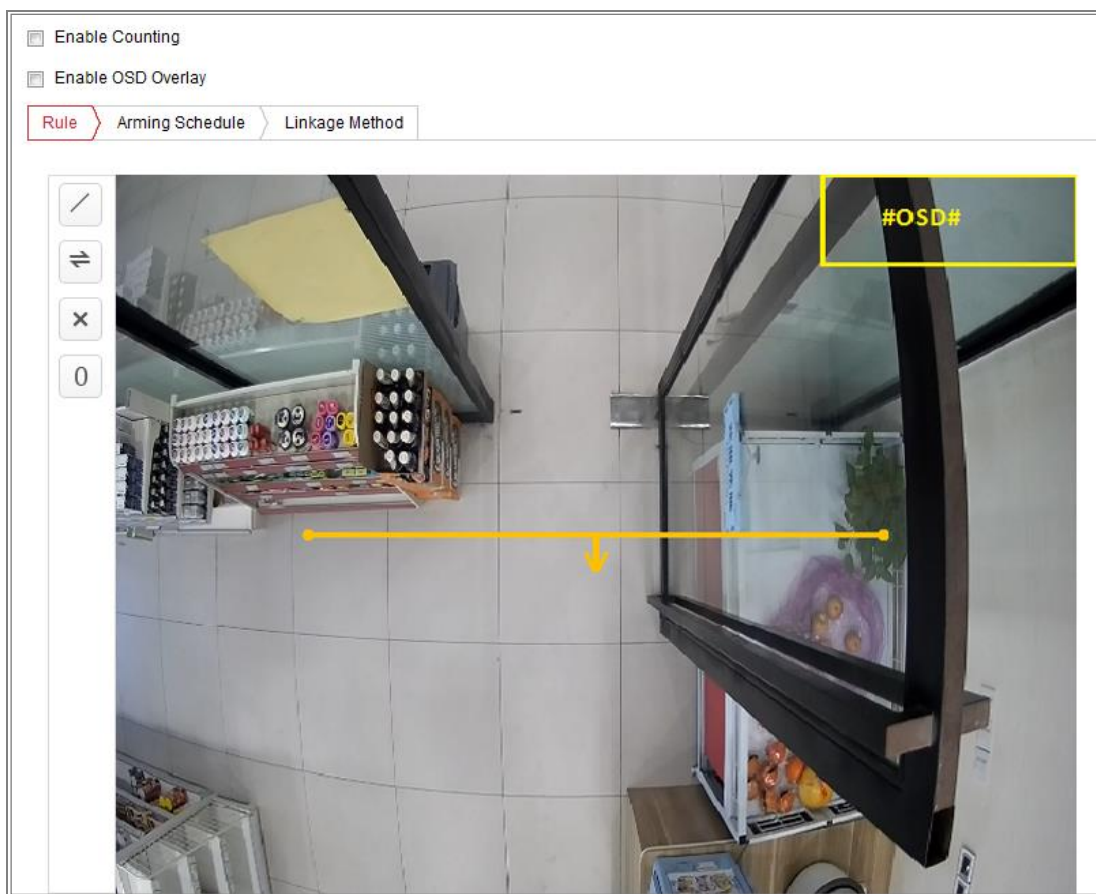 Enable Counting
Enable OSD Overlay
Rule Arming Schedule Linkage Method
#OSD#
0